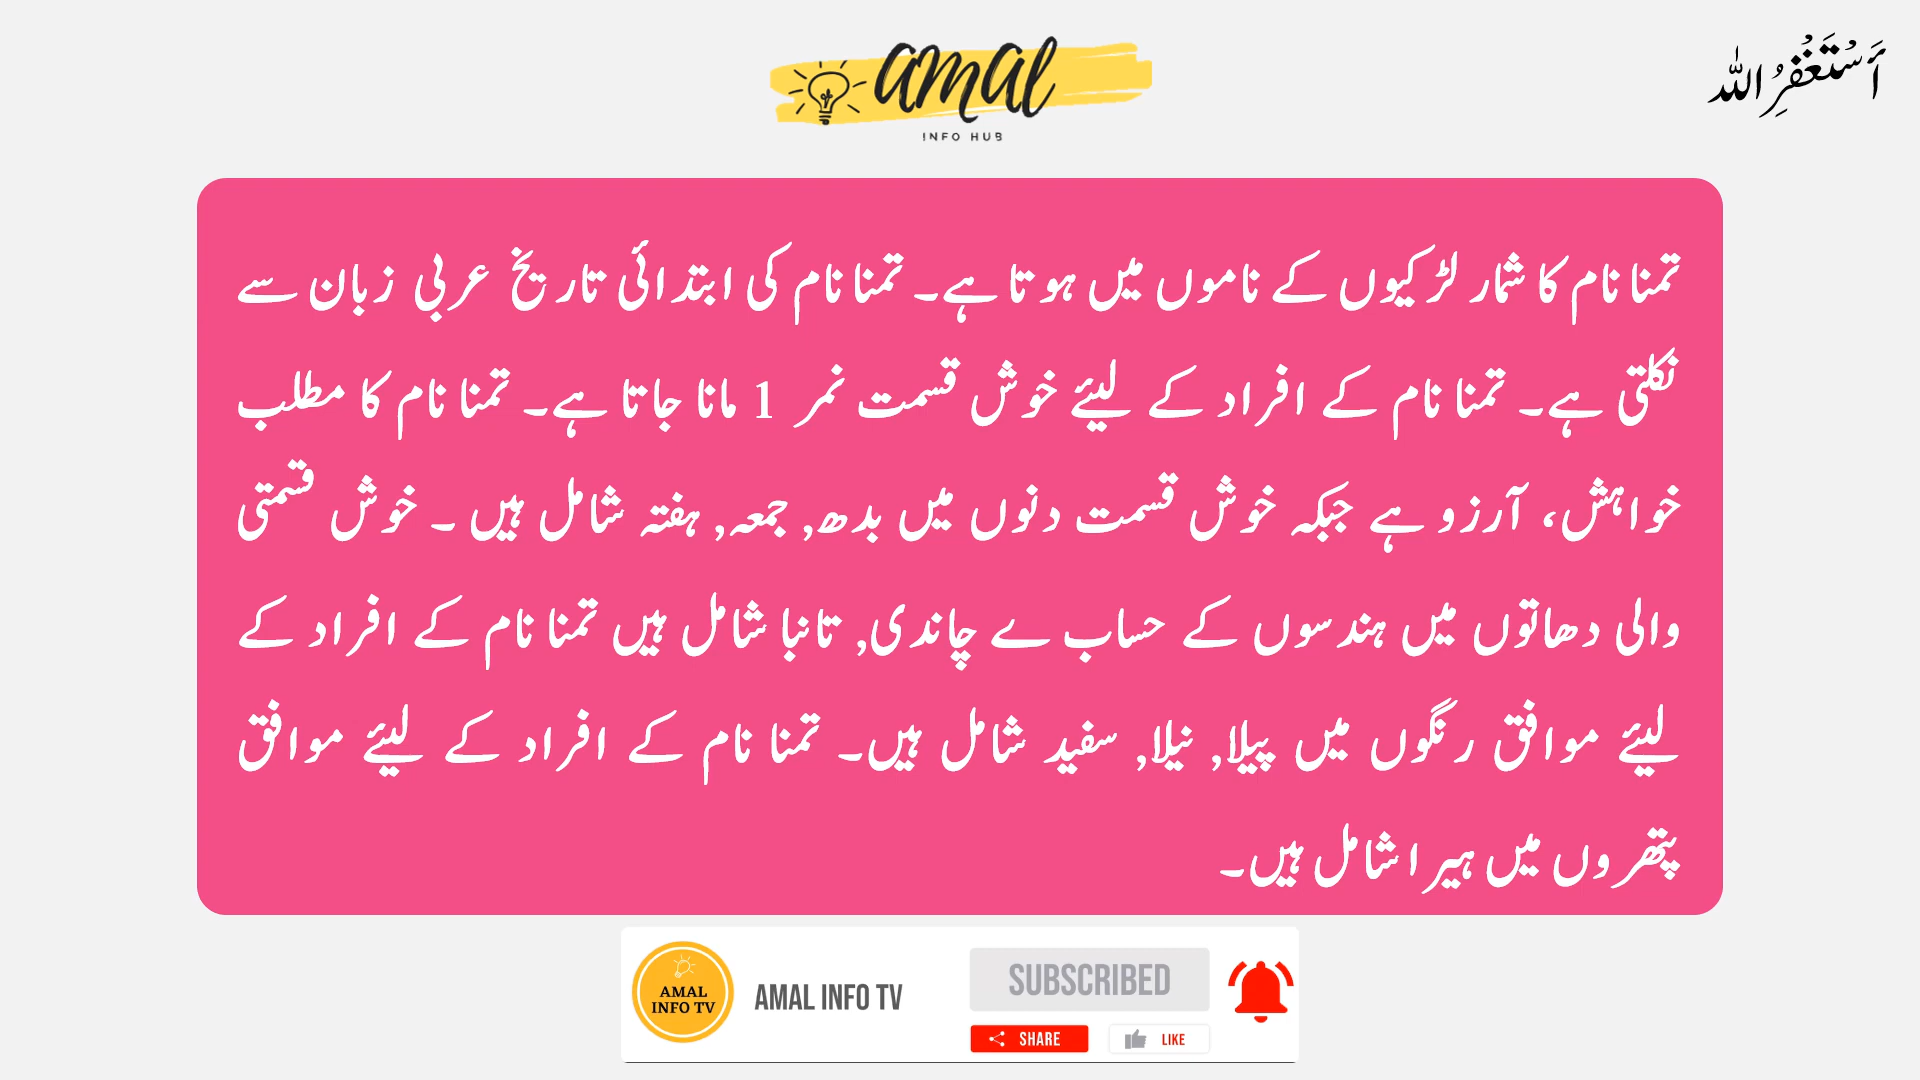 amal
INFO HUB
أَسْتَغْفِرُ الله
تمنا نام کا شمار لڑکیوں کے ناموں میں ہوتا ہے۔ تمنا نام کی ابتدائی تاریخ عربی زبان سے
نکلتی ہے۔ تمنا نام کے افراد کے لیئے خوش قسمت نمر 1 مانا جاتا ہے۔ تمنا نام کا مطلب
خواہش، آرزو ہے جبکہ خوش قسمت دنوں میں بدھ, جمعہ, ہفتہ شامل ہیں ۔ خوش قسمتی
والی دھاتوں میں ہندسوں کے حساب ے چاندی, تانبا شامل ہیں تمنا نام کے افراد کے
لیئے موافق رنگوں میں پیلا, نیلا, سفید شامل ہیں۔ تمنا نام کے افراد کے لیئے موافق
پتھروں میں ہیرا شامل ہیں۔
AMAL
INFO TV
AMAL INFO TV
SUBSCRIBED
SHARE
LIKE